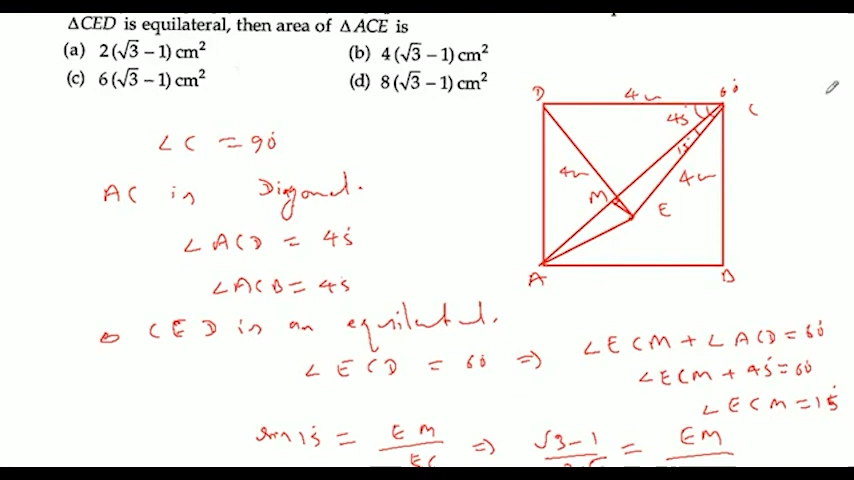 ΔCED is equilateral, then area of ΔACE is
(a) 2(√3 − 1) cm²
(b) 4(√3 − 1) cm²
(c) 6(√3 − 1) cm²
(d) 8(√3 − 1) cm²
D 4 60° C
45°
15°
4
M
4
E
A B
∠C = 90°
AC is Diagonal.
∠ACD = 45
∠ACB = 45
CED is an equilateral.
∠ECD = 60 ⇒ ∠ECM + ∠ACD = 60°
∠ECM + 45 = 60
∠ECM = 15
sin 15 = EM / EC ⇒ √3-1 = EM